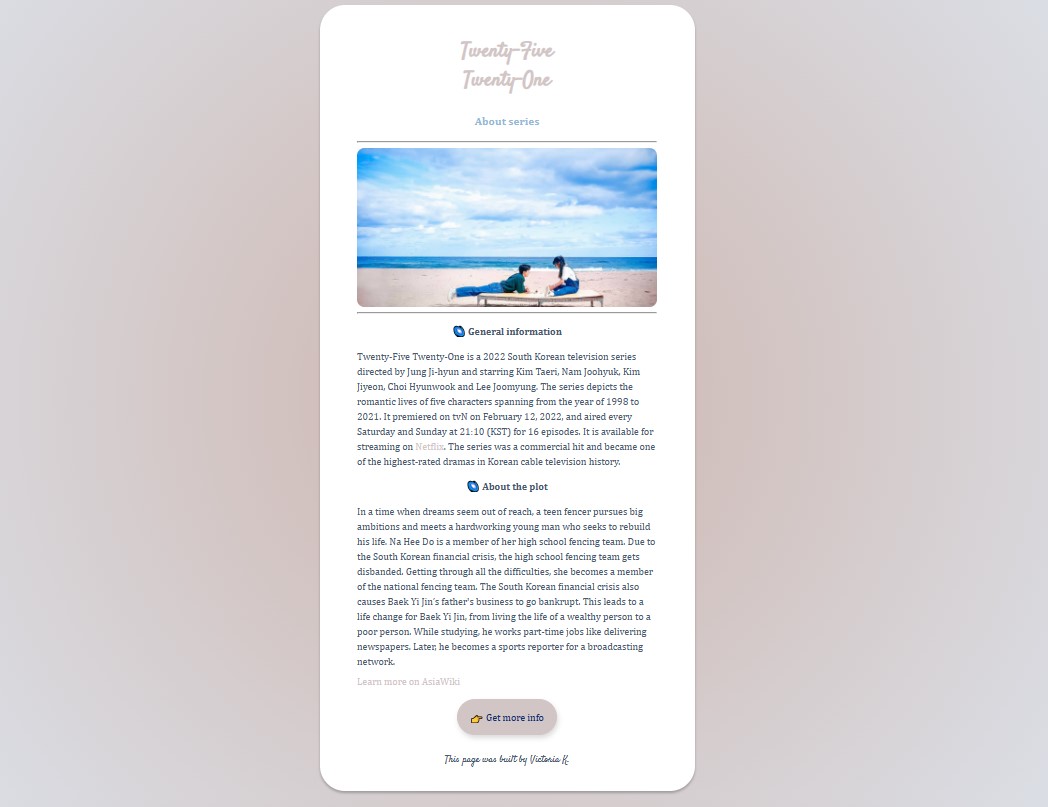 Twenty-Five
Twenty-One
About series
General information
Twenty-Five Twenty-One is a 2022 South Korean television series
directed by Jung Ji-hyun and starring Kim Taeri, Nam Joohyuk, Kim
Jiyeon, Choi Hyunwook and Lee Joomyung. The series depicts the
romantic lives of five characters spanning from the year of 1998 to
2021. It premiered on tvN on February 12, 2022, and aired every
Saturday and Sunday at 21:10 (KST) for 16 episodes. It is available for
streaming on Netflix. The series was a commercial hit and became one
of the highest-rated dramas in Korean cable television history.
About the plot
In a time when dreams seem out of reach, a teen fencer pursues big
ambitions and meets a hardworking young man who seeks to rebuild
his life. Na Hee Do is a member of her high school fencing team. Due to
the South Korean financial crisis, the high school fencing team gets
disbanded. Getting through all the difficulties, she becomes a member
of the national fencing team. The South Korean financial crisis also
causes Baek Yi Jin's father's business to go bankrupt. This leads to a
life change for Baek Yi Jin, from living the life of a wealthy person to a
poor person. While studying, he works part-time jobs like delivering
newspapers. Later, he becomes a sports reporter for a broadcasting
network.
Learn more on AsiaWiki
👉 Get more info
This page was built by Victoria K.